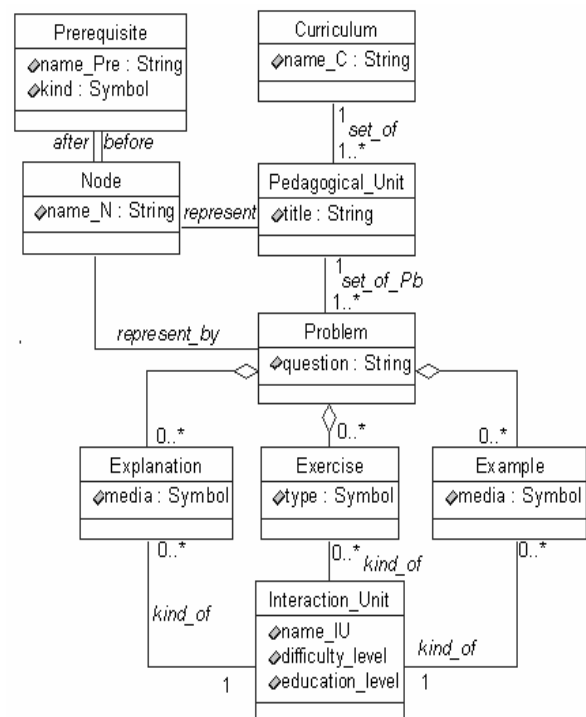 Prerequisite
name_Pre : String
kind : Symbol
Curriculum
name_C : String
after before
1
set_of
1..*
Node
name_N : String
represent
Pedagogical_Unit
title : String
1
set_of_Pb
1..*
represent_by
Problem
question : String
0..*
0..*
0..*
Explanation
media : Symbol
Exercise
type : Symbol
Example
media : Symbol
0..*
0..*
0..*
kind_of
kind_of
kind_of
Interaction_Unit
name_IU
difficulty_level
education_level
1
1